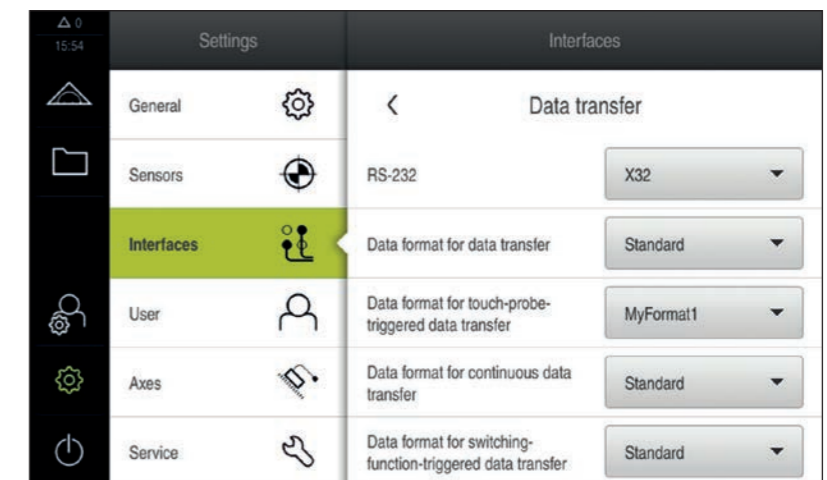 0
15:54
Settings
Interfaces
General
Data transfer
Sensors
RS-232
X32
Interfaces
Data format for data transfer
Standard
User
Data format for touch-probe-
triggered data transfer
MyFormat1
Axes
Data format for continuous data
transfer
Standard
Service
Data format for switching-
function-triggered data transfer
Standard